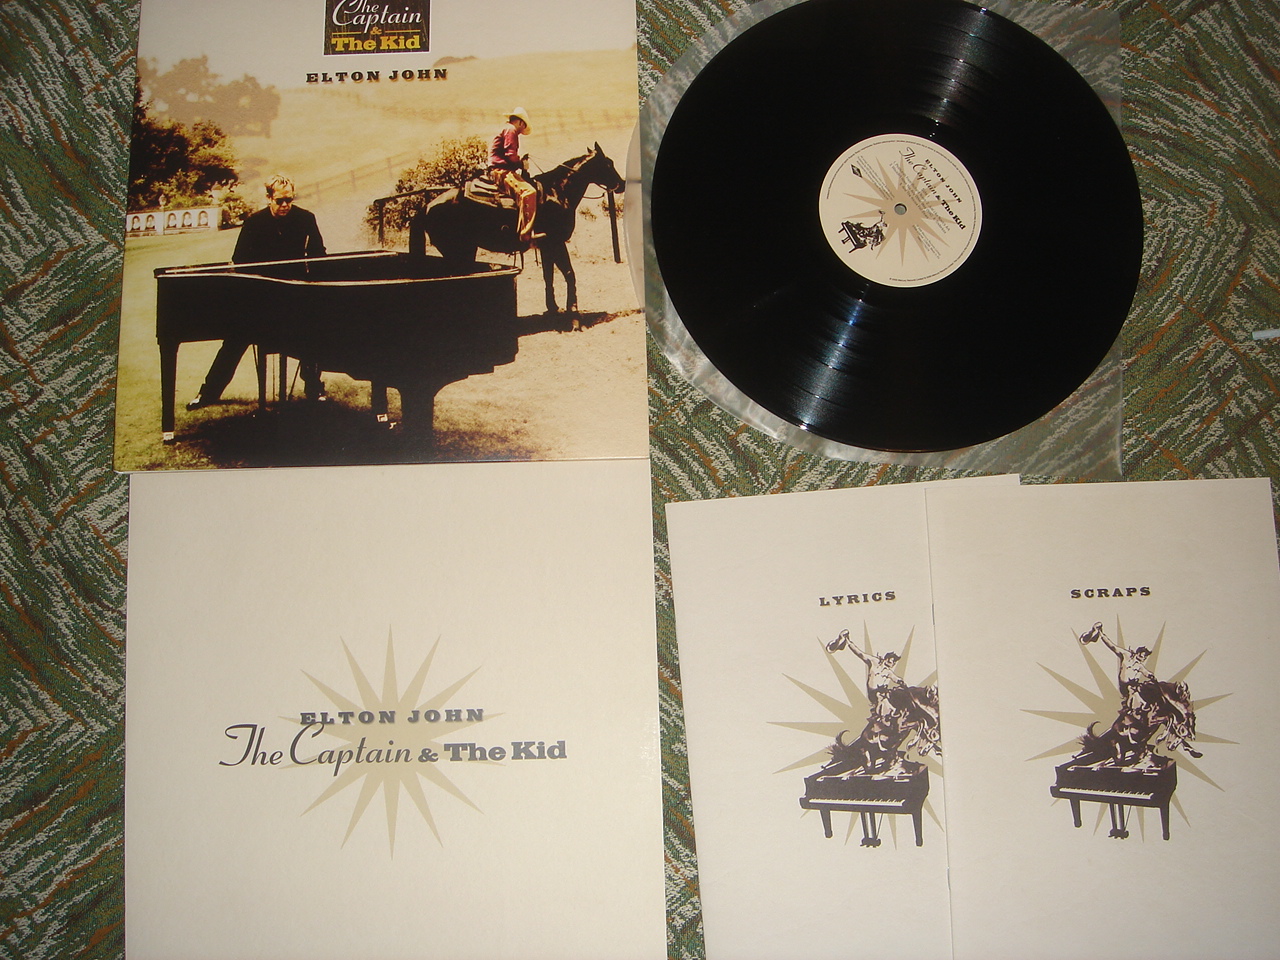 The
Captain
&
The Kid
ELTON JOHN
ELTON JOHN
The Captain & The Kid
ELTON JOHN
The Captain & The Kid
LYRICS
SCRAPS